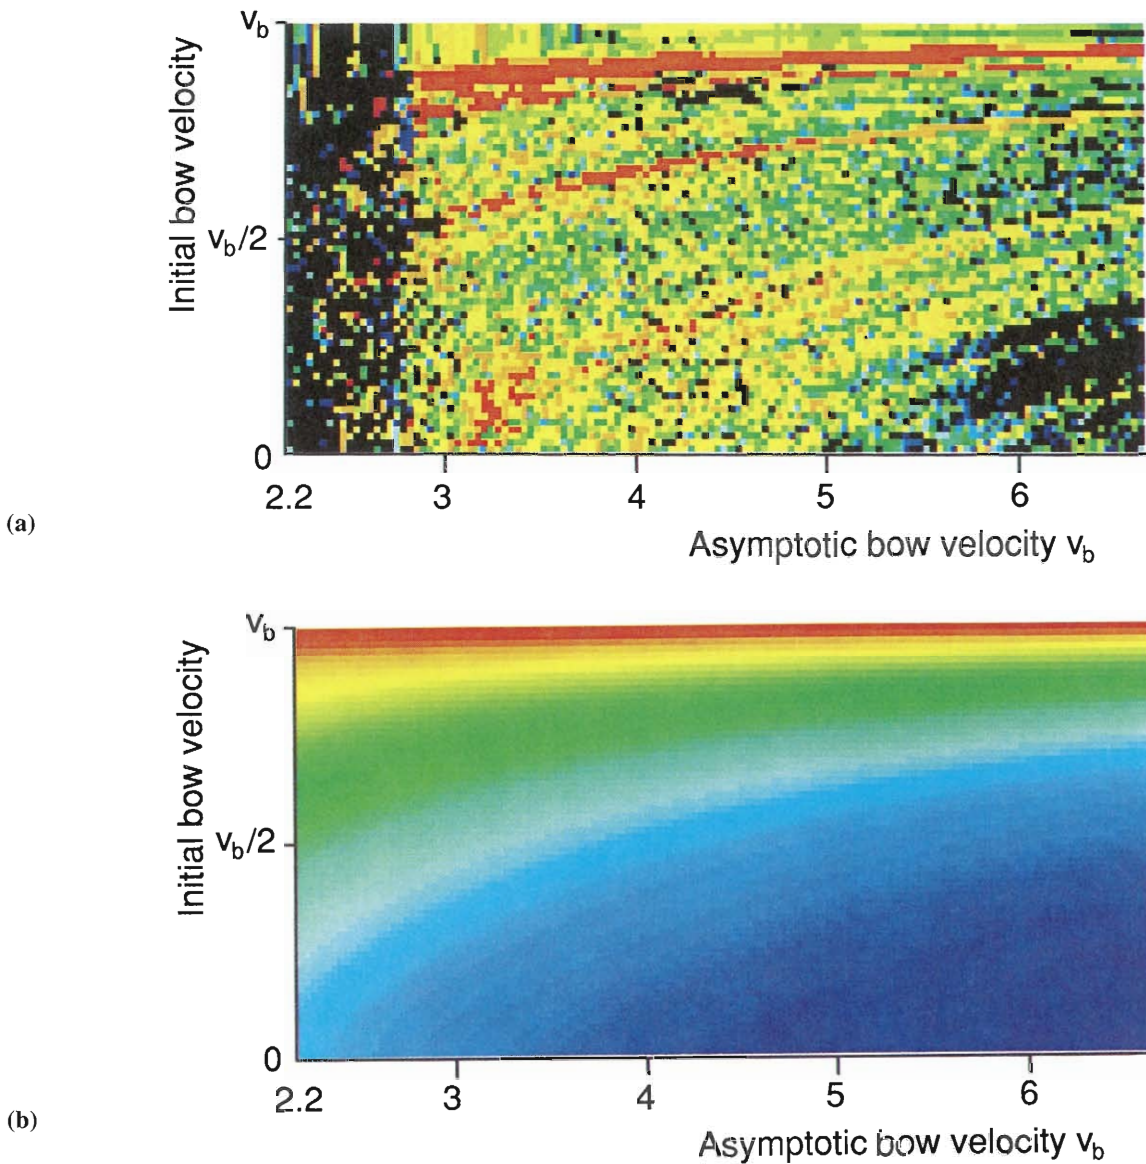 v_b
Initial bow velocity
v_b/2
0
2.2 3 4 5 6
(a)
Asymptotic bow velocity v_b
v_b
Initial bow velocity
v_b/2
0
2.2 3 4 5 6
(b)
Asymptotic bow velocity v_b